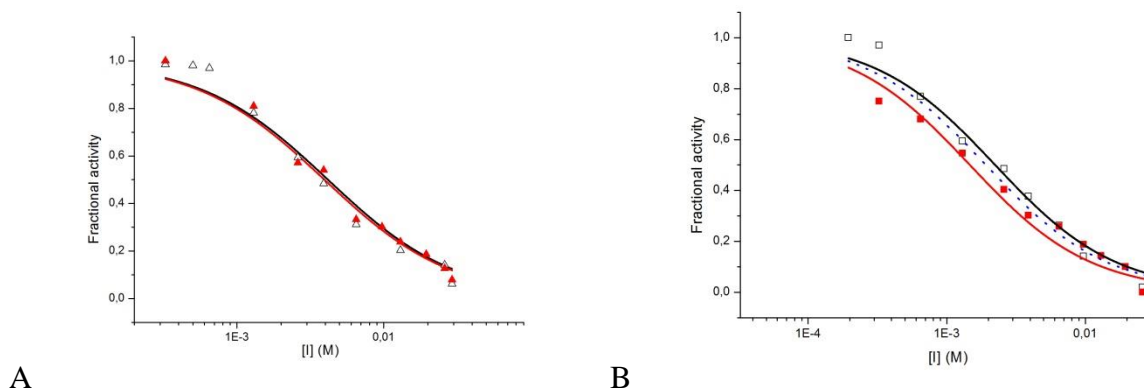 1,0
0,8
0,6
0,4
0,2
0,0
Fractional activity
1E-3 0,01
[I] (M)
A
1,0
0,8
0,6
0,4
0,2
0,0
Fractional activity
1E-4 1E-3 0,01
[I] (M)
B